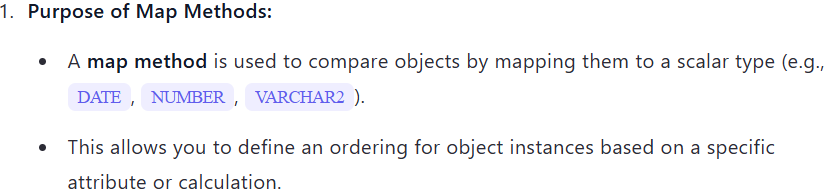 1. Purpose of Map Methods:
• A map method is used to compare objects by mapping them to a scalar type (e.g.,
DATE , NUMBER , VARCHAR2 ).
• This allows you to define an ordering for object instances based on a specific
attribute or calculation.